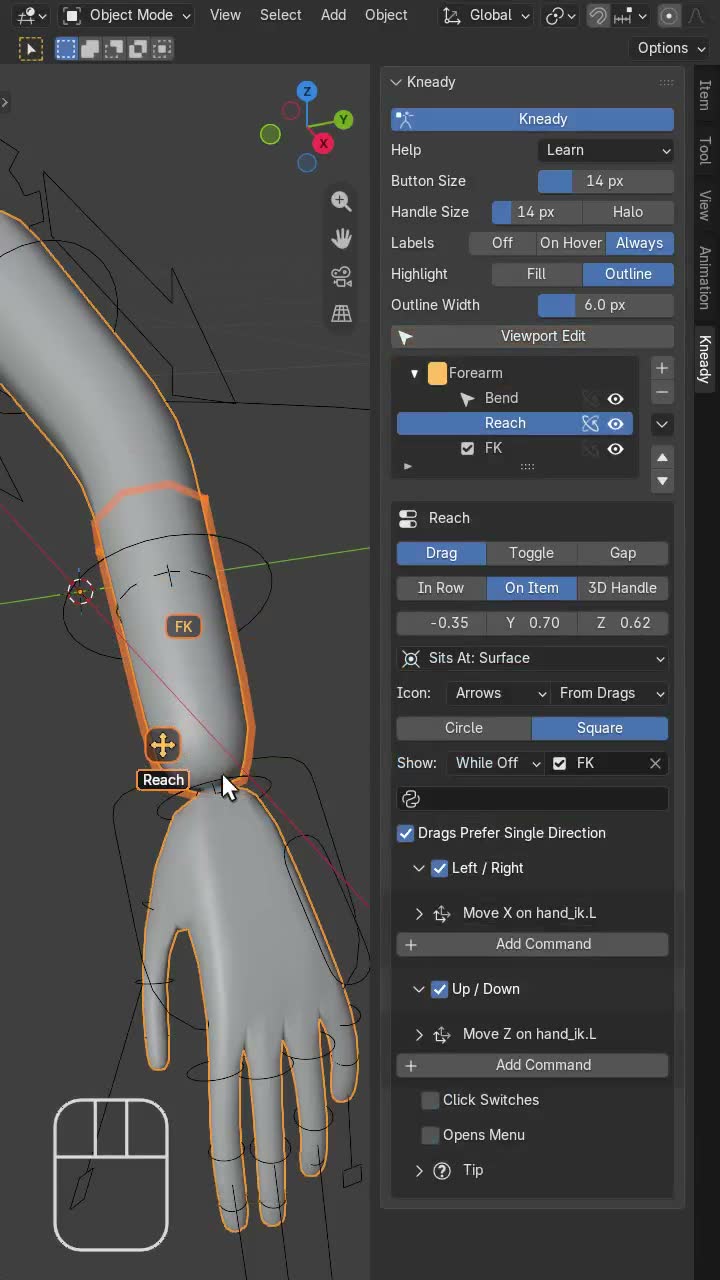 Object Mode View Select Add Object Global
Options
Kneady
Kneady
Help Learn
Button Size 14 px
Handle Size 14 px Halo
Labels Off On Hover Always
Highlight Fill Outline
Outline Width 6.0 px
Viewport Edit
Forearm
Bend
Reach
FK
Reach
Drag Toggle Gap
In Row On Item 3D Handle
-0.35 Y 0.70 Z 0.62
Sits At: Surface
Icon: Arrows From Drags
Circle Square
Show: While Off FK
Drags Prefer Single Direction
Left / Right
Move X on hand_ik.L
Add Command
Up / Down
Move Z on hand_ik.L
Add Command
Click Switches
Opens Menu
Tip
Item
Tool
View
Animation
Kneady
Z
Y
X
FK
Reach